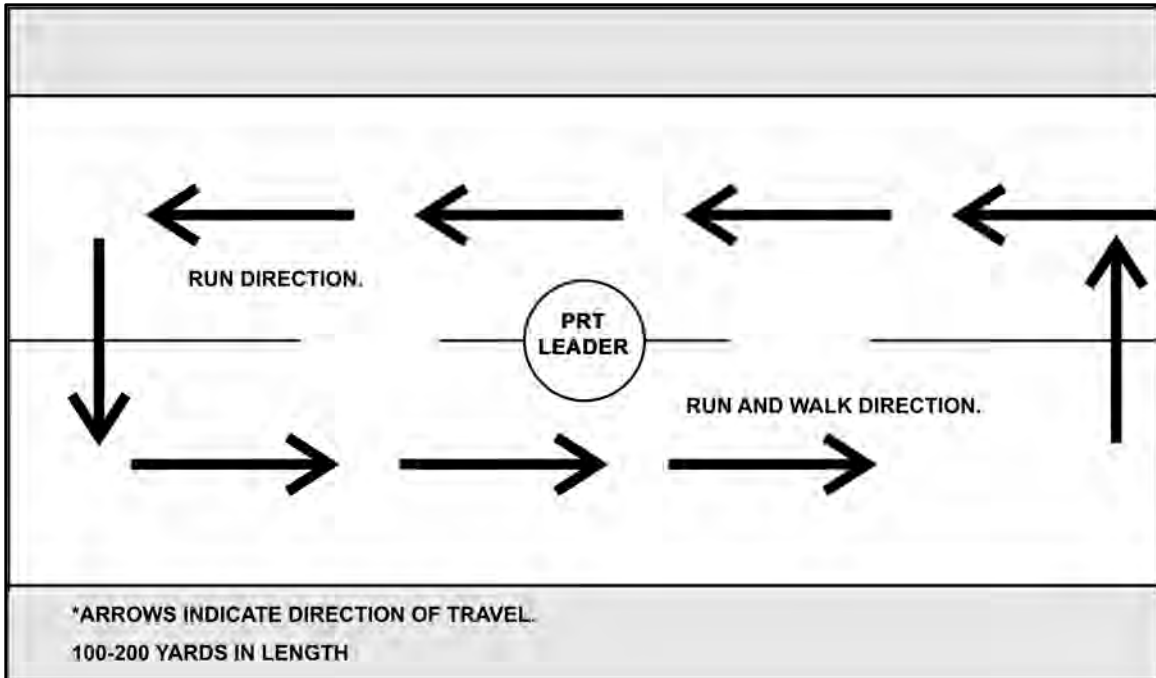 RUN DIRECTION.
PRT
LEADER
RUN AND WALK DIRECTION.
*ARROWS INDICATE DIRECTION OF TRAVEL.
100-200 YARDS IN LENGTH